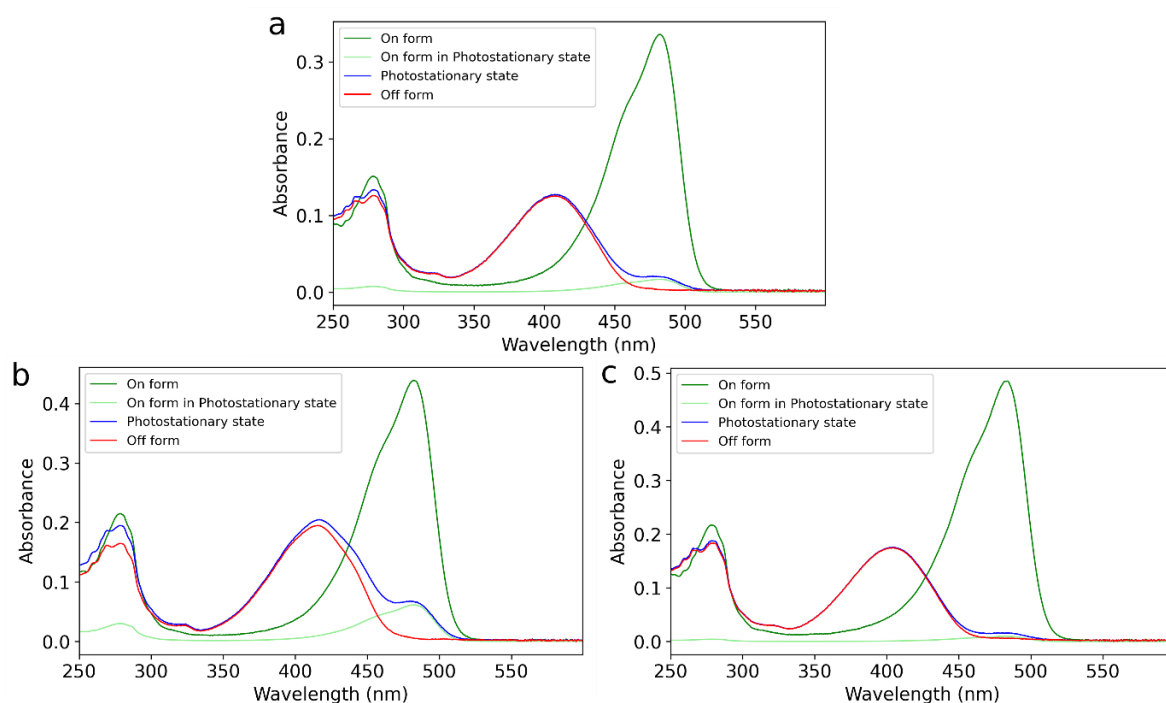 a
On form
On form in Photostationary state
Photostationary state
Off form
Absorbance
0.3
0.2
0.1
0.0
250 300 350 400 450 500 550
Wavelength (nm)
b
On form
On form in Photostationary state
Photostationary state
Off form
Absorbance
0.4
0.3
0.2
0.1
0.0
250 300 350 400 450 500 550
Wavelength (nm)
c
On form
On form in Photostationary state
Photostationary state
Off form
Absorbance
0.5
0.4
0.3
0.2
0.1
0.0
250 300 350 400 450 500 550
Wavelength (nm)